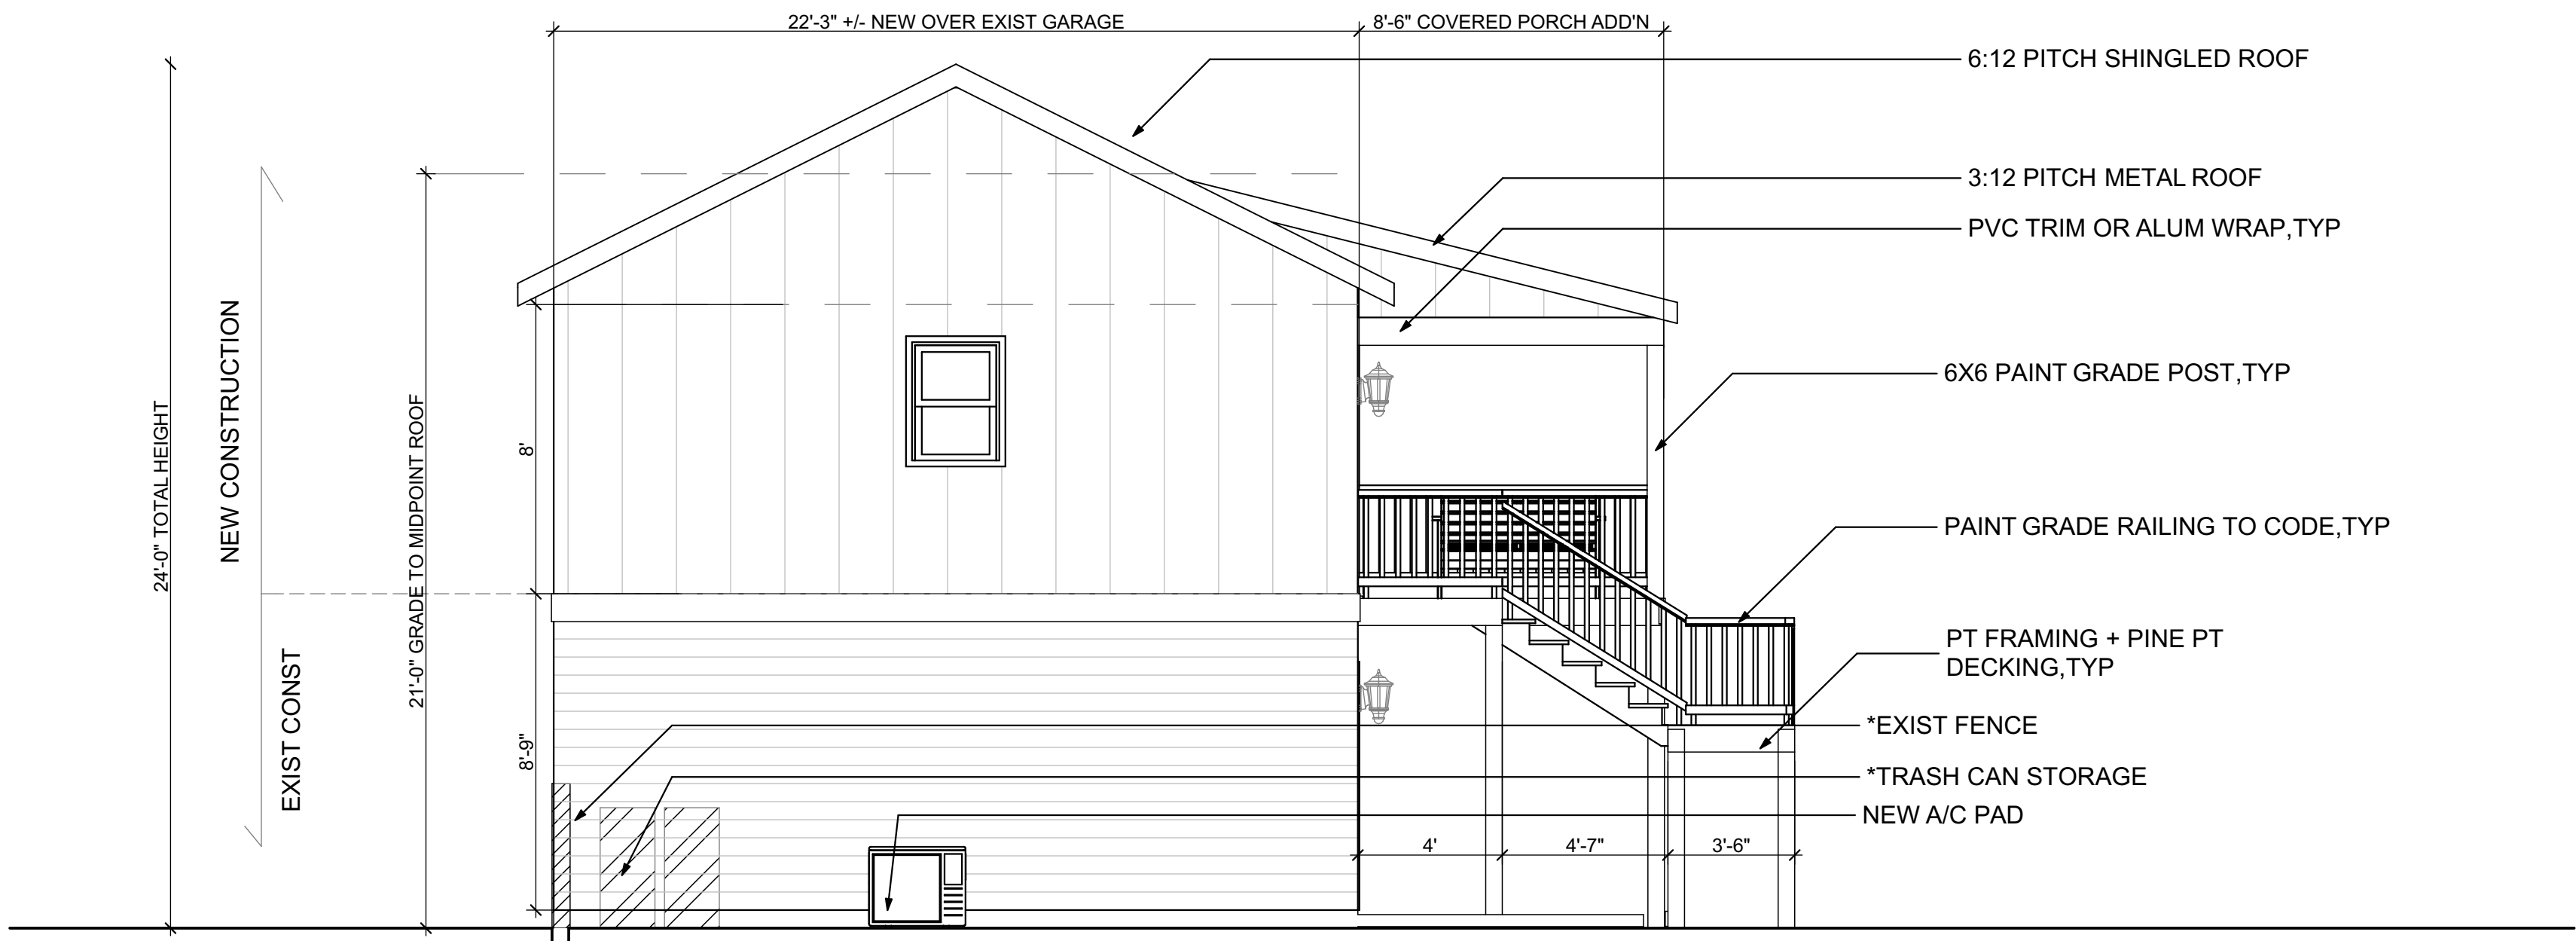 22'-3" +/- NEW OVER EXIST GARAGE
8'-6" COVERED PORCH ADD'N
6:12 PITCH SHINGLED ROOF
3:12 PITCH METAL ROOF
PVC TRIM OR ALUM WRAP,TYP
6X6 PAINT GRADE POST,TYP
PAINT GRADE RAILING TO CODE,TYP
PT FRAMING + PINE PT
DECKING,TYP
*EXIST FENCE
*TRASH CAN STORAGE
NEW A/C PAD
24'-0" TOTAL HEIGHT
NEW CONSTRUCTION
EXIST CONST
21'-0" GRADE TO MIDPOINT ROOF
8'
8'-9"
4'
4'-7"
3'-6"